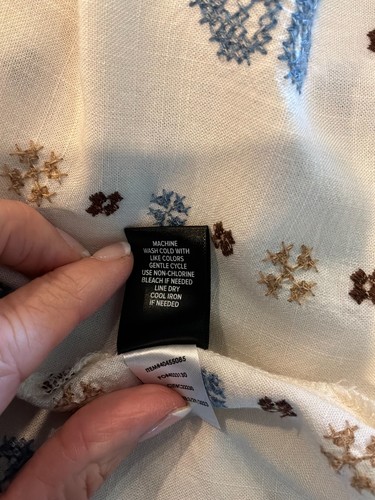 MACHINE
WASH COLD WITH
LIKE COLORS
GENTLE CYCLE
USE NON-CHLORINE
BLEACH IF NEEDED
LINE DRY
COOL IRON
IF NEEDED